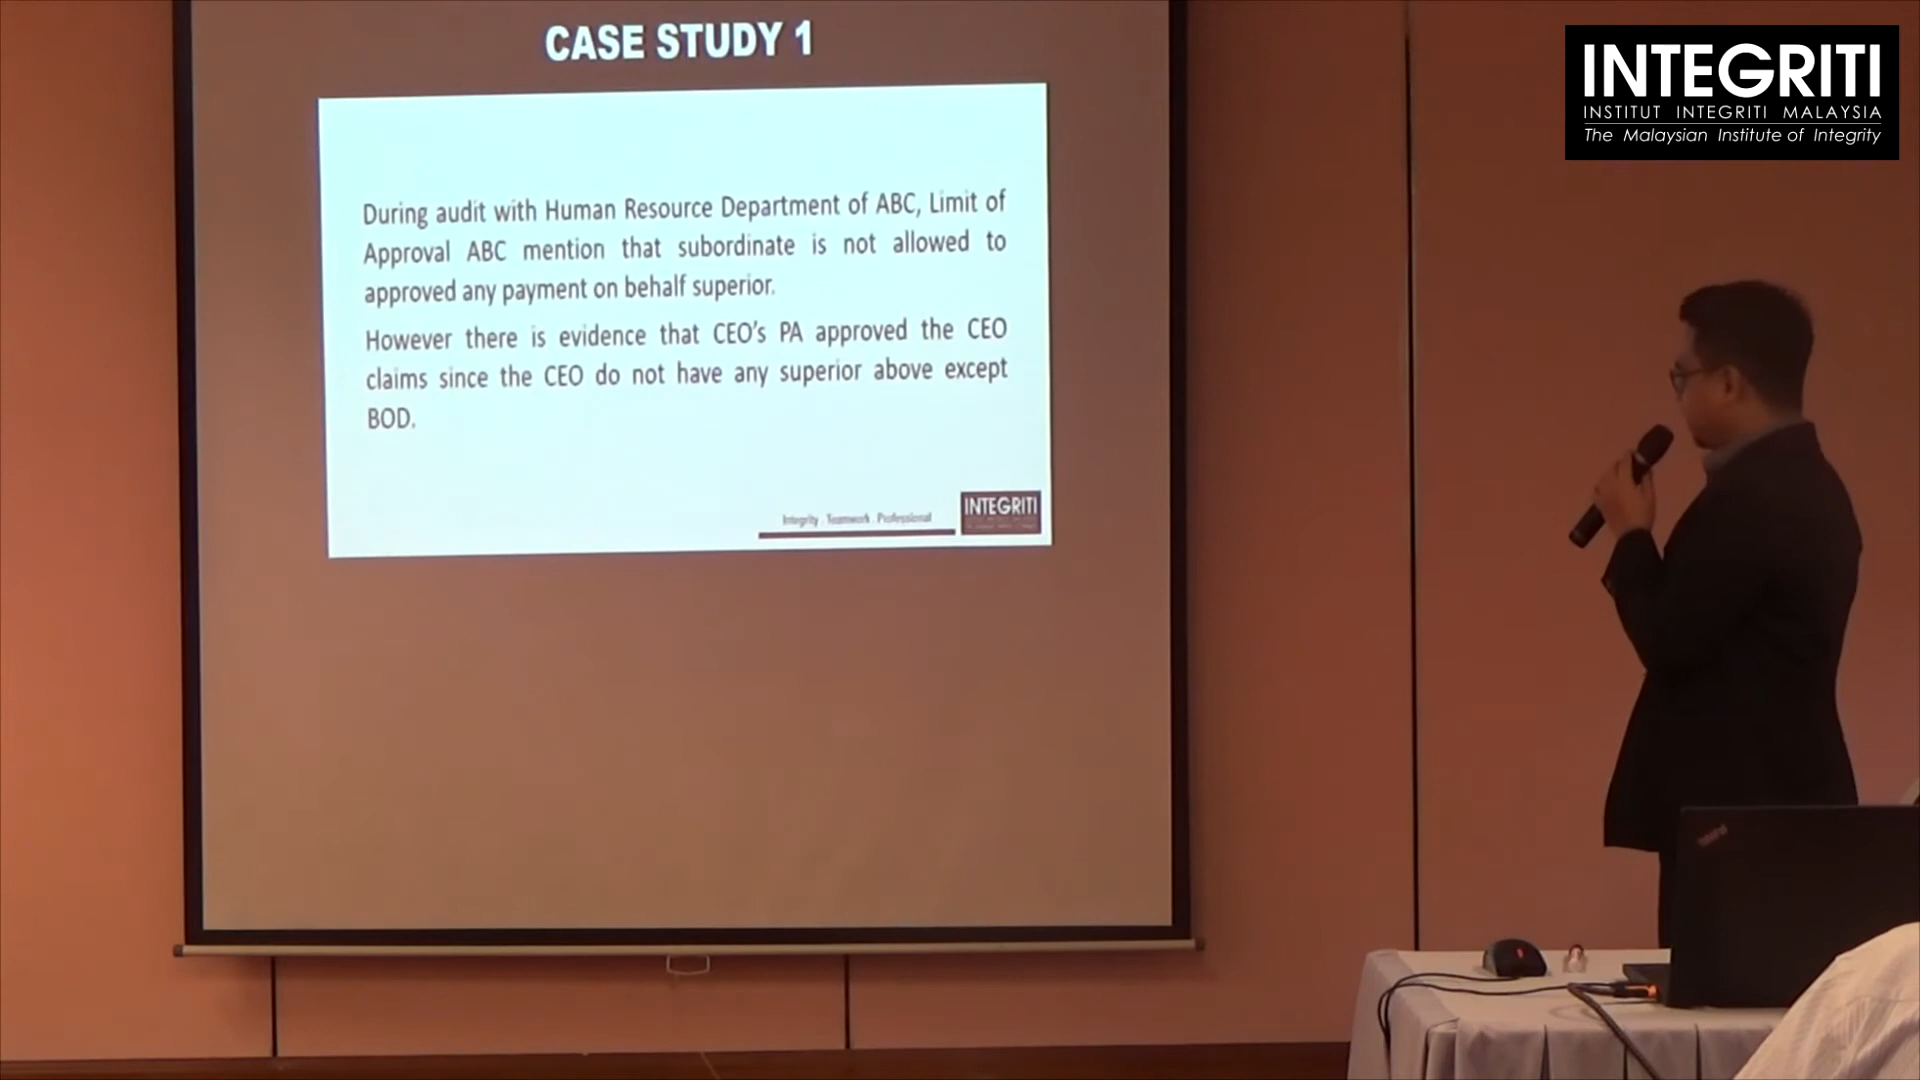 CASE STUDY 1
During audit with Human Resource Department of ABC, Limit of
Approval ABC mention that subordinate is not allowed to
approved any payment on behalf superior.
However there is evidence that CEO's PA approved the CEO
claims since the CEO do not have any superior above except
BOD.
Integrity . Teamwork . Professional
INTEGRITI
INTEGRITI
INSTITUT INTEGRITI MALAYSIA
The Malaysian Institute of Integrity